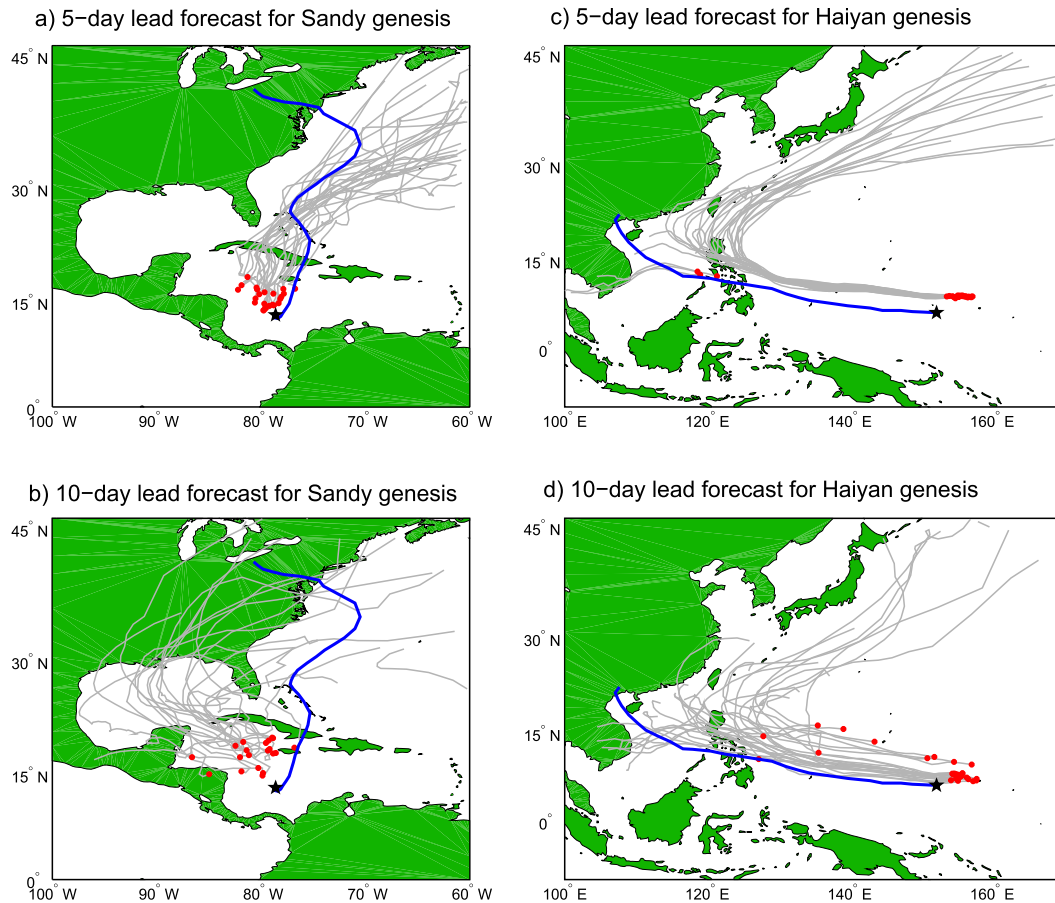 a) 5−day lead forecast for Sandy genesis
45° N
30° N
15° N
0°
100° W 90° W 80° W 70° W 60° W
c) 5−day lead forecast for Haiyan genesis
45° N
30° N
15° N
0°
100° E 120° E 140° E 160° E
b) 10−day lead forecast for Sandy genesis
45° N
30° N
15° N
0°
100° W 90° W 80° W 70° W 60° W
d) 10−day lead forecast for Haiyan genesis
45° N
30° N
15° N
0°
100° E 120° E 140° E 160° E